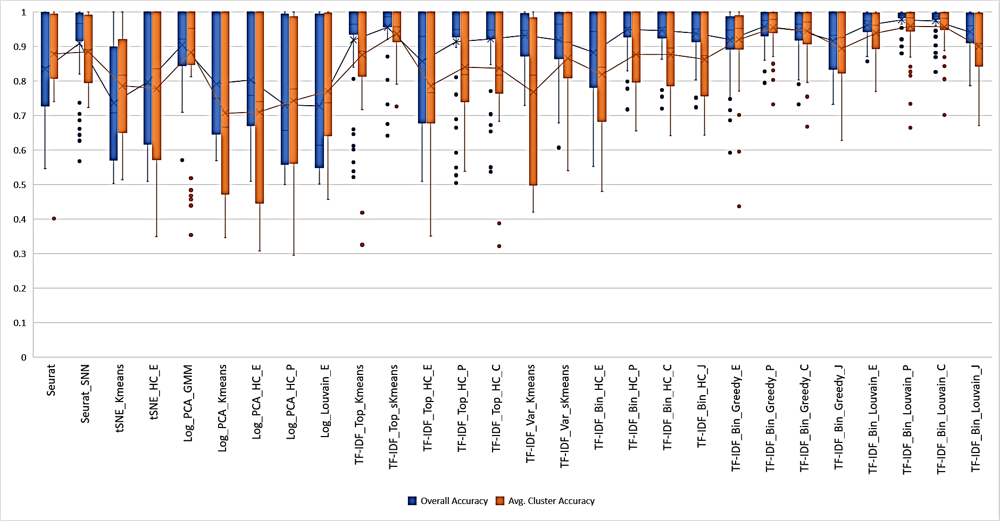 1
0.9
0.8
0.7
0.6
0.5
0.4
0.3
0.2
0.1
0
Seurat
Seurat_SNN
tSNE_Kmeans
tSNE_HC_E
Log_PCA_GMM
Log_PCA_Kmeans
Log_PCA_HC_E
Log_PCA_HC_P
Log_Louvain_E
TF-IDF_Top_Kmeans
TF-IDF_Top_sKmeans
TF-IDF_Top_HC_E
TF-IDF_Top_HC_P
TF-IDF_Top_HC_C
TF-IDF_Var_Kmeans
TF-IDF_Var_sKmeans
TF-IDF_Bin_HC_E
TF-IDF_Bin_HC_P
TF-IDF_Bin_HC_C
TF-IDF_Bin_HC_J
TF-IDF_Bin_Greedy_E
TF-IDF_Bin_Greedy_P
TF-IDF_Bin_Greedy_C
TF-IDF_Bin_Greedy_J
TF-IDF_Bin_Louvain_E
TF-IDF_Bin_Louvain_P
TF-IDF_Bin_Louvain_C
TF-IDF_Bin_Louvain_J
Overall Accuracy Avg. Cluster Accuracy